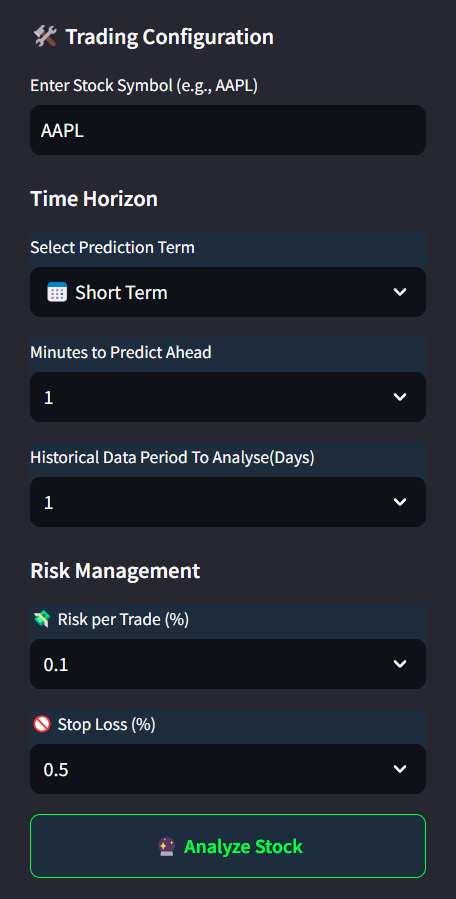 🛠️ Trading Configuration
Enter Stock Symbol (e.g., AAPL)
AAPL
Time Horizon
Select Prediction Term
📅 Short Term
Minutes to Predict Ahead
1
Historical Data Period To Analyse(Days)
1
Risk Management
💸 Risk per Trade (%)
0.1
🚫 Stop Loss (%)
0.5
🔮 Analyze Stock